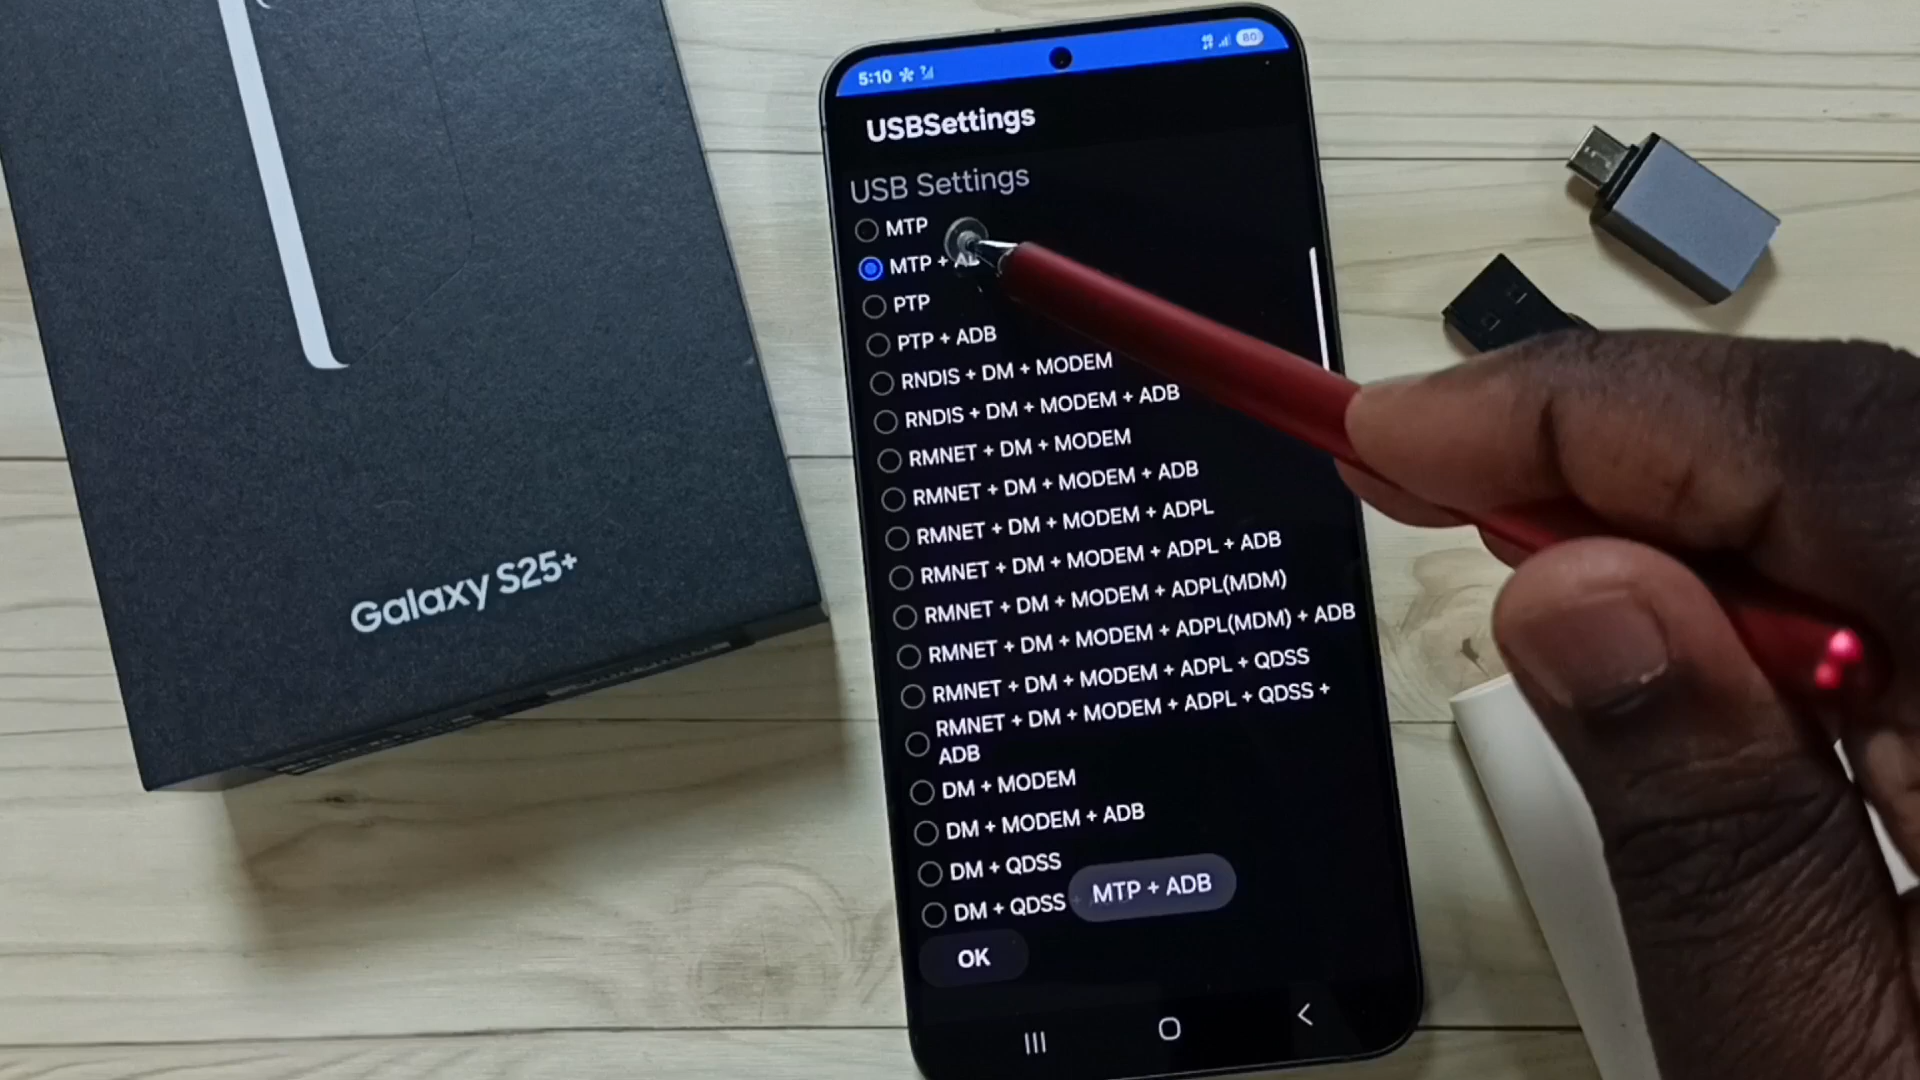 5:10
80
USBSettings
USB Settings
MTP
MTP +
PTP
PTP + ADB
RNDIS + DM + MODEM
RNDIS + DM + MODEM + ADB
RMNET + DM + MODEM
RMNET + DM + MODEM + ADB
RMNET + DM + MODEM + ADPL
RMNET + DM + MODEM + ADPL + ADB
RMNET + DM + MODEM + ADPL(MDM)
RMNET + DM + MODEM + ADPL(MDM) + ADB
RMNET + DM + MODEM + ADPL + QDSS
RMNET + DM + MODEM + ADPL + QDSS +
ADB
DM + MODEM
DM + MODEM + ADB
DM + QDSS
DM + QDSS
MTP + ADB
OK
Galaxy S25+